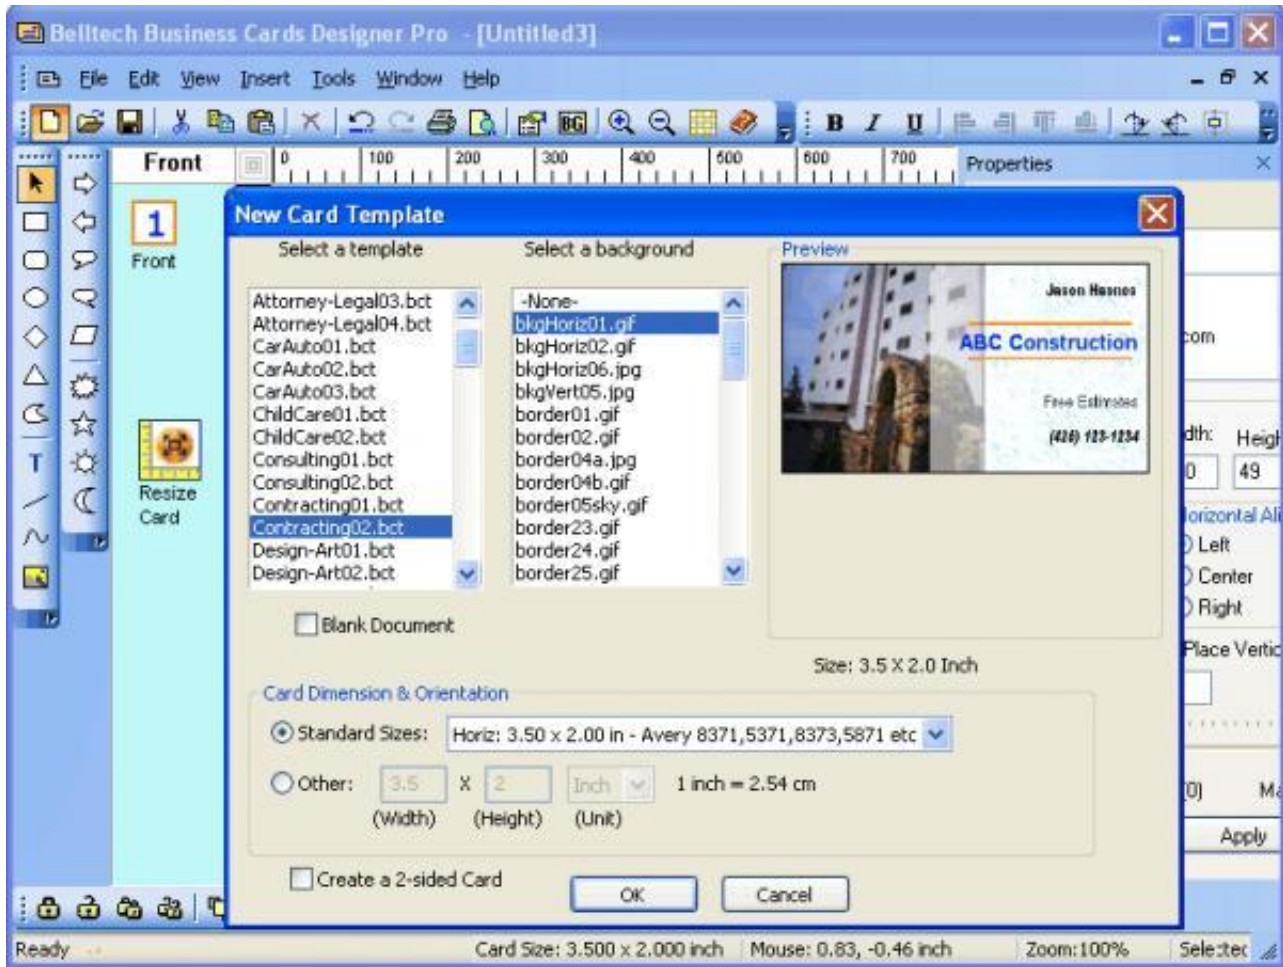 Belltech Business Cards Designer Pro - [Untitled3]
File Edit View Insert Tools Window Help
BG B I U
Front 0 100 200 300 400 500 600 700 Properties
New Card Template
1
Front
Select a template Select a background Preview
Attorney-Legal03.bct -None-
Attorney-Legal04.bct bkgHoriz01.gif
CarAuto01.bct bkgHoriz02.gif
CarAuto02.bct bkgHoriz06.jpg
CarAuto03.bct bkgVert05.jpg
ChildCare01.bct border01.gif
ChildCare02.bct border02.gif
Consulting01.bct border04a.jpg
Consulting02.bct border04b.gif
Contracting01.bct border05sky.gif
Contracting02.bct border23.gif
Design-Art01.bct border24.gif
Design-Art02.bct border25.gif
ABC Construction
Free Estimates
com
dth: Heigh
0 49
T
Resize
Card
orizontal Ali
Left
Center
Right
Place Vertic
Blank Document
Size: 3.5 X 2.0 Inch
Card Dimension & Orientation
Standard Sizes: Horiz: 3.50 x 2.00 in - Avery 8371,5371,8373,5871 etc
Other: 3.5 X 2 Inch 1 inch = 2.54 cm
(Width) (Height) (Unit)
(0) Ma
Apply
Create a 2-sided Card
OK Cancel
Ready Card Size: 3.500 x 2.000 inch Mouse: 0.83, -0.46 inch Zoom:100%